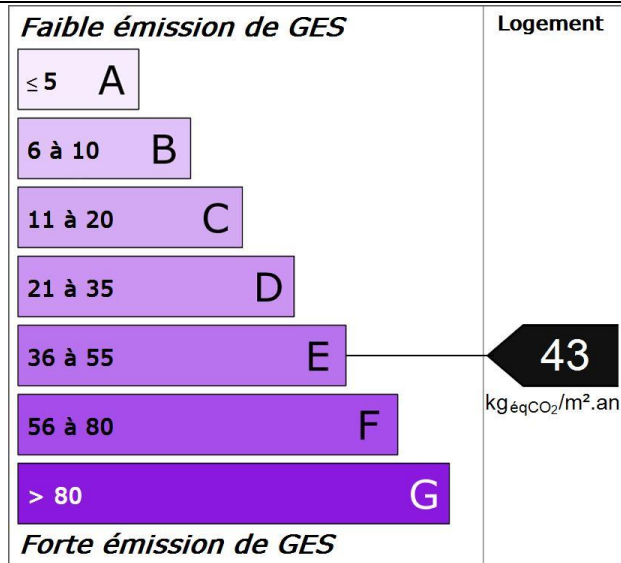 Faible émission de GES
Logement
≤ 5 A
6 à 10 B
11 à 20 C
21 à 35 D
36 à 55 E
43
kgéqCO₂/m².an
56 à 80 F
> 80 G
Forte émission de GES